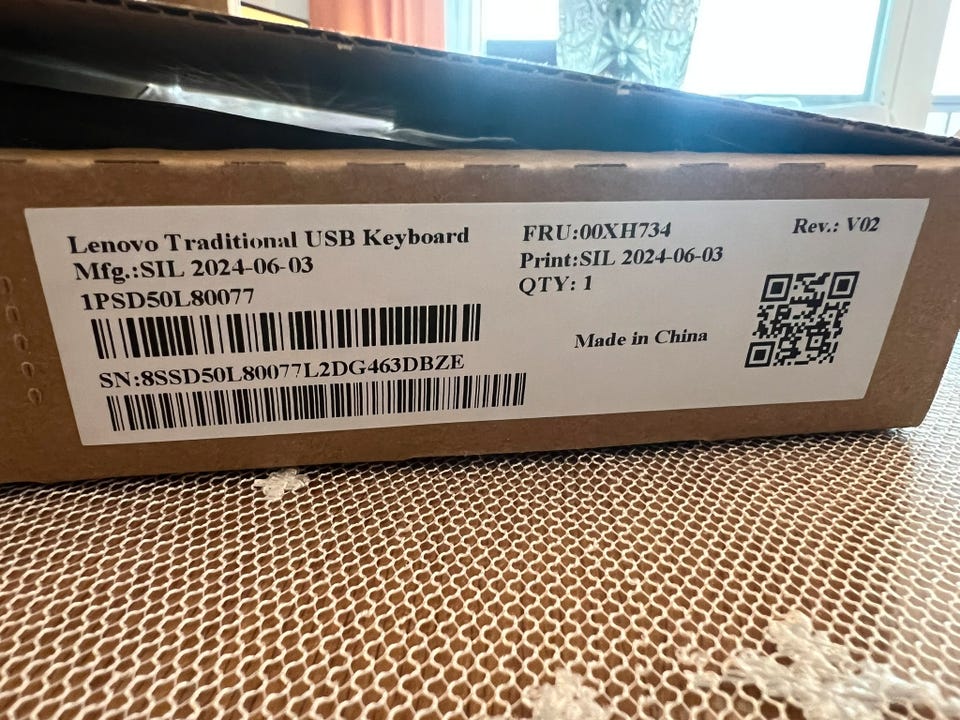 Lenovo Traditional USB Keyboard
Mfg.:SIL 2024-06-03
1PSD50L80077
SN:8SSD50L80077L2DG463DBZE
FRU:00XH734
Print:SIL 2024-06-03
QTY: 1
Made in China
Rev.: V02